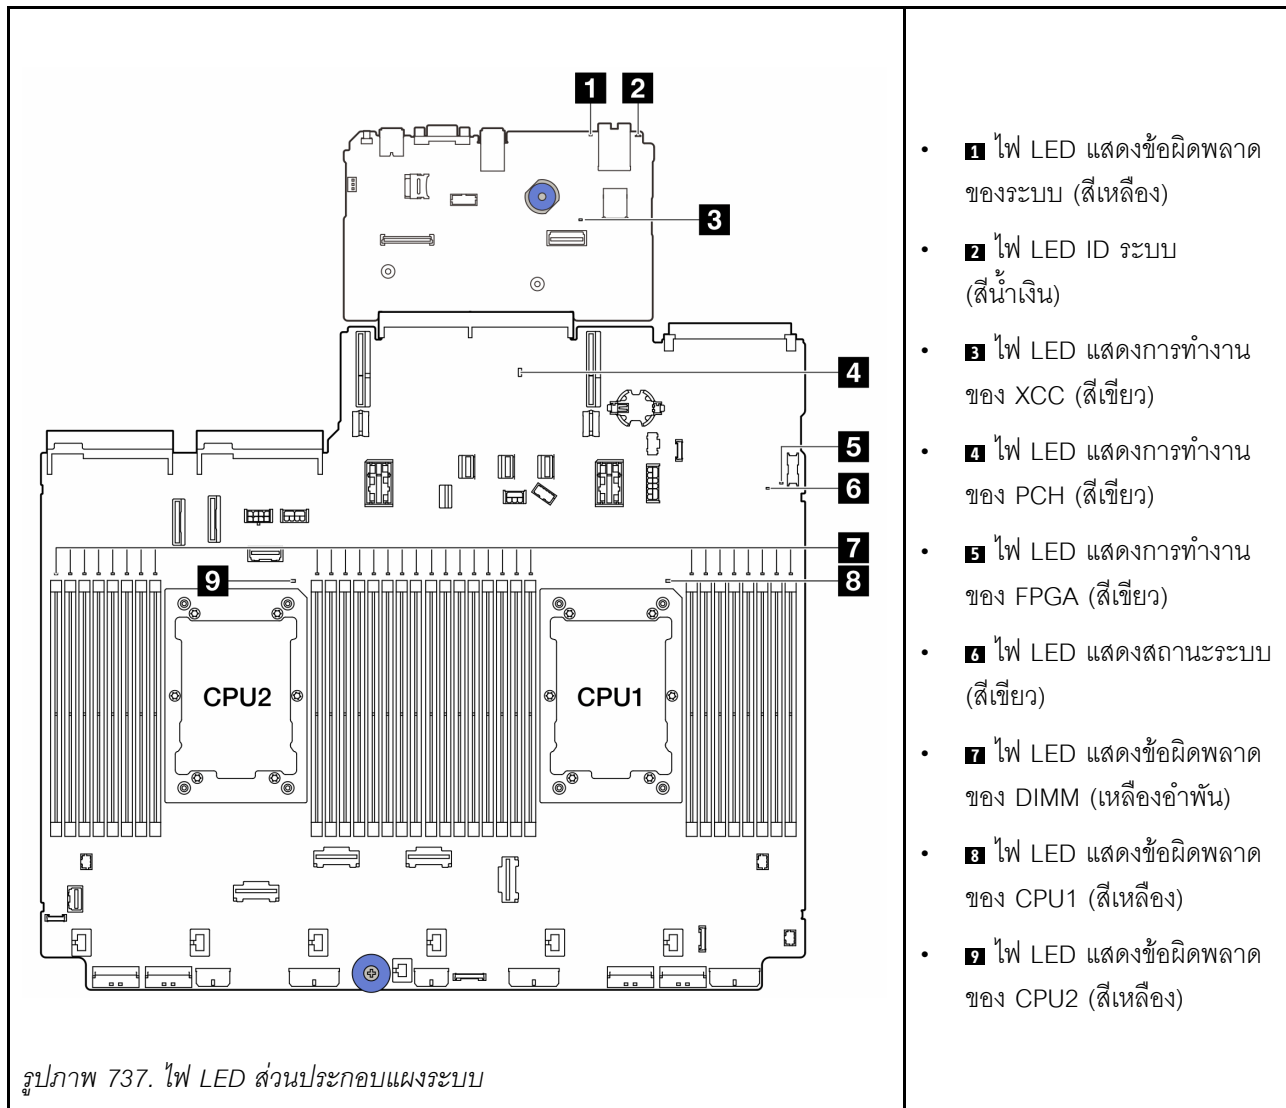 1 2
3
4
5
6
7
8
9
CPU2
CPU1
รูปภาพ 737. ไฟ LED ส่วนประกอบแผงระบบ
• 1 ไฟ LED แสดงข้อผิดพลาด
ของระบบ (สีเหลือง)
• 2 ไฟ LED ID ระบบ
(สีน้ำเงิน)
• 3 ไฟ LED แสดงการทำงาน
ของ XCC (สีเขียว)
• 4 ไฟ LED แสดงการทำงาน
ของ PCH (สีเขียว)
• 5 ไฟ LED แสดงการทำงาน
ของ FPGA (สีเขียว)
• 6 ไฟ LED แสดงสถานะระบบ
(สีเขียว)
• 7 ไฟ LED แสดงข้อผิดพลาด
ของ DIMM (เหลืองอำพัน)
• 8 ไฟ LED แสดงข้อผิดพลาด
ของ CPU1 (สีเหลือง)
• 9 ไฟ LED แสดงข้อผิดพลาด
ของ CPU2 (สีเหลือง)